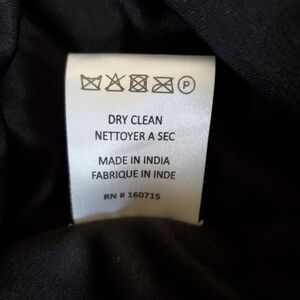 P
DRY CLEAN
NETTOYER A SEC
MADE IN INDIA
FABRIQUE IN INDE
RN # 160715